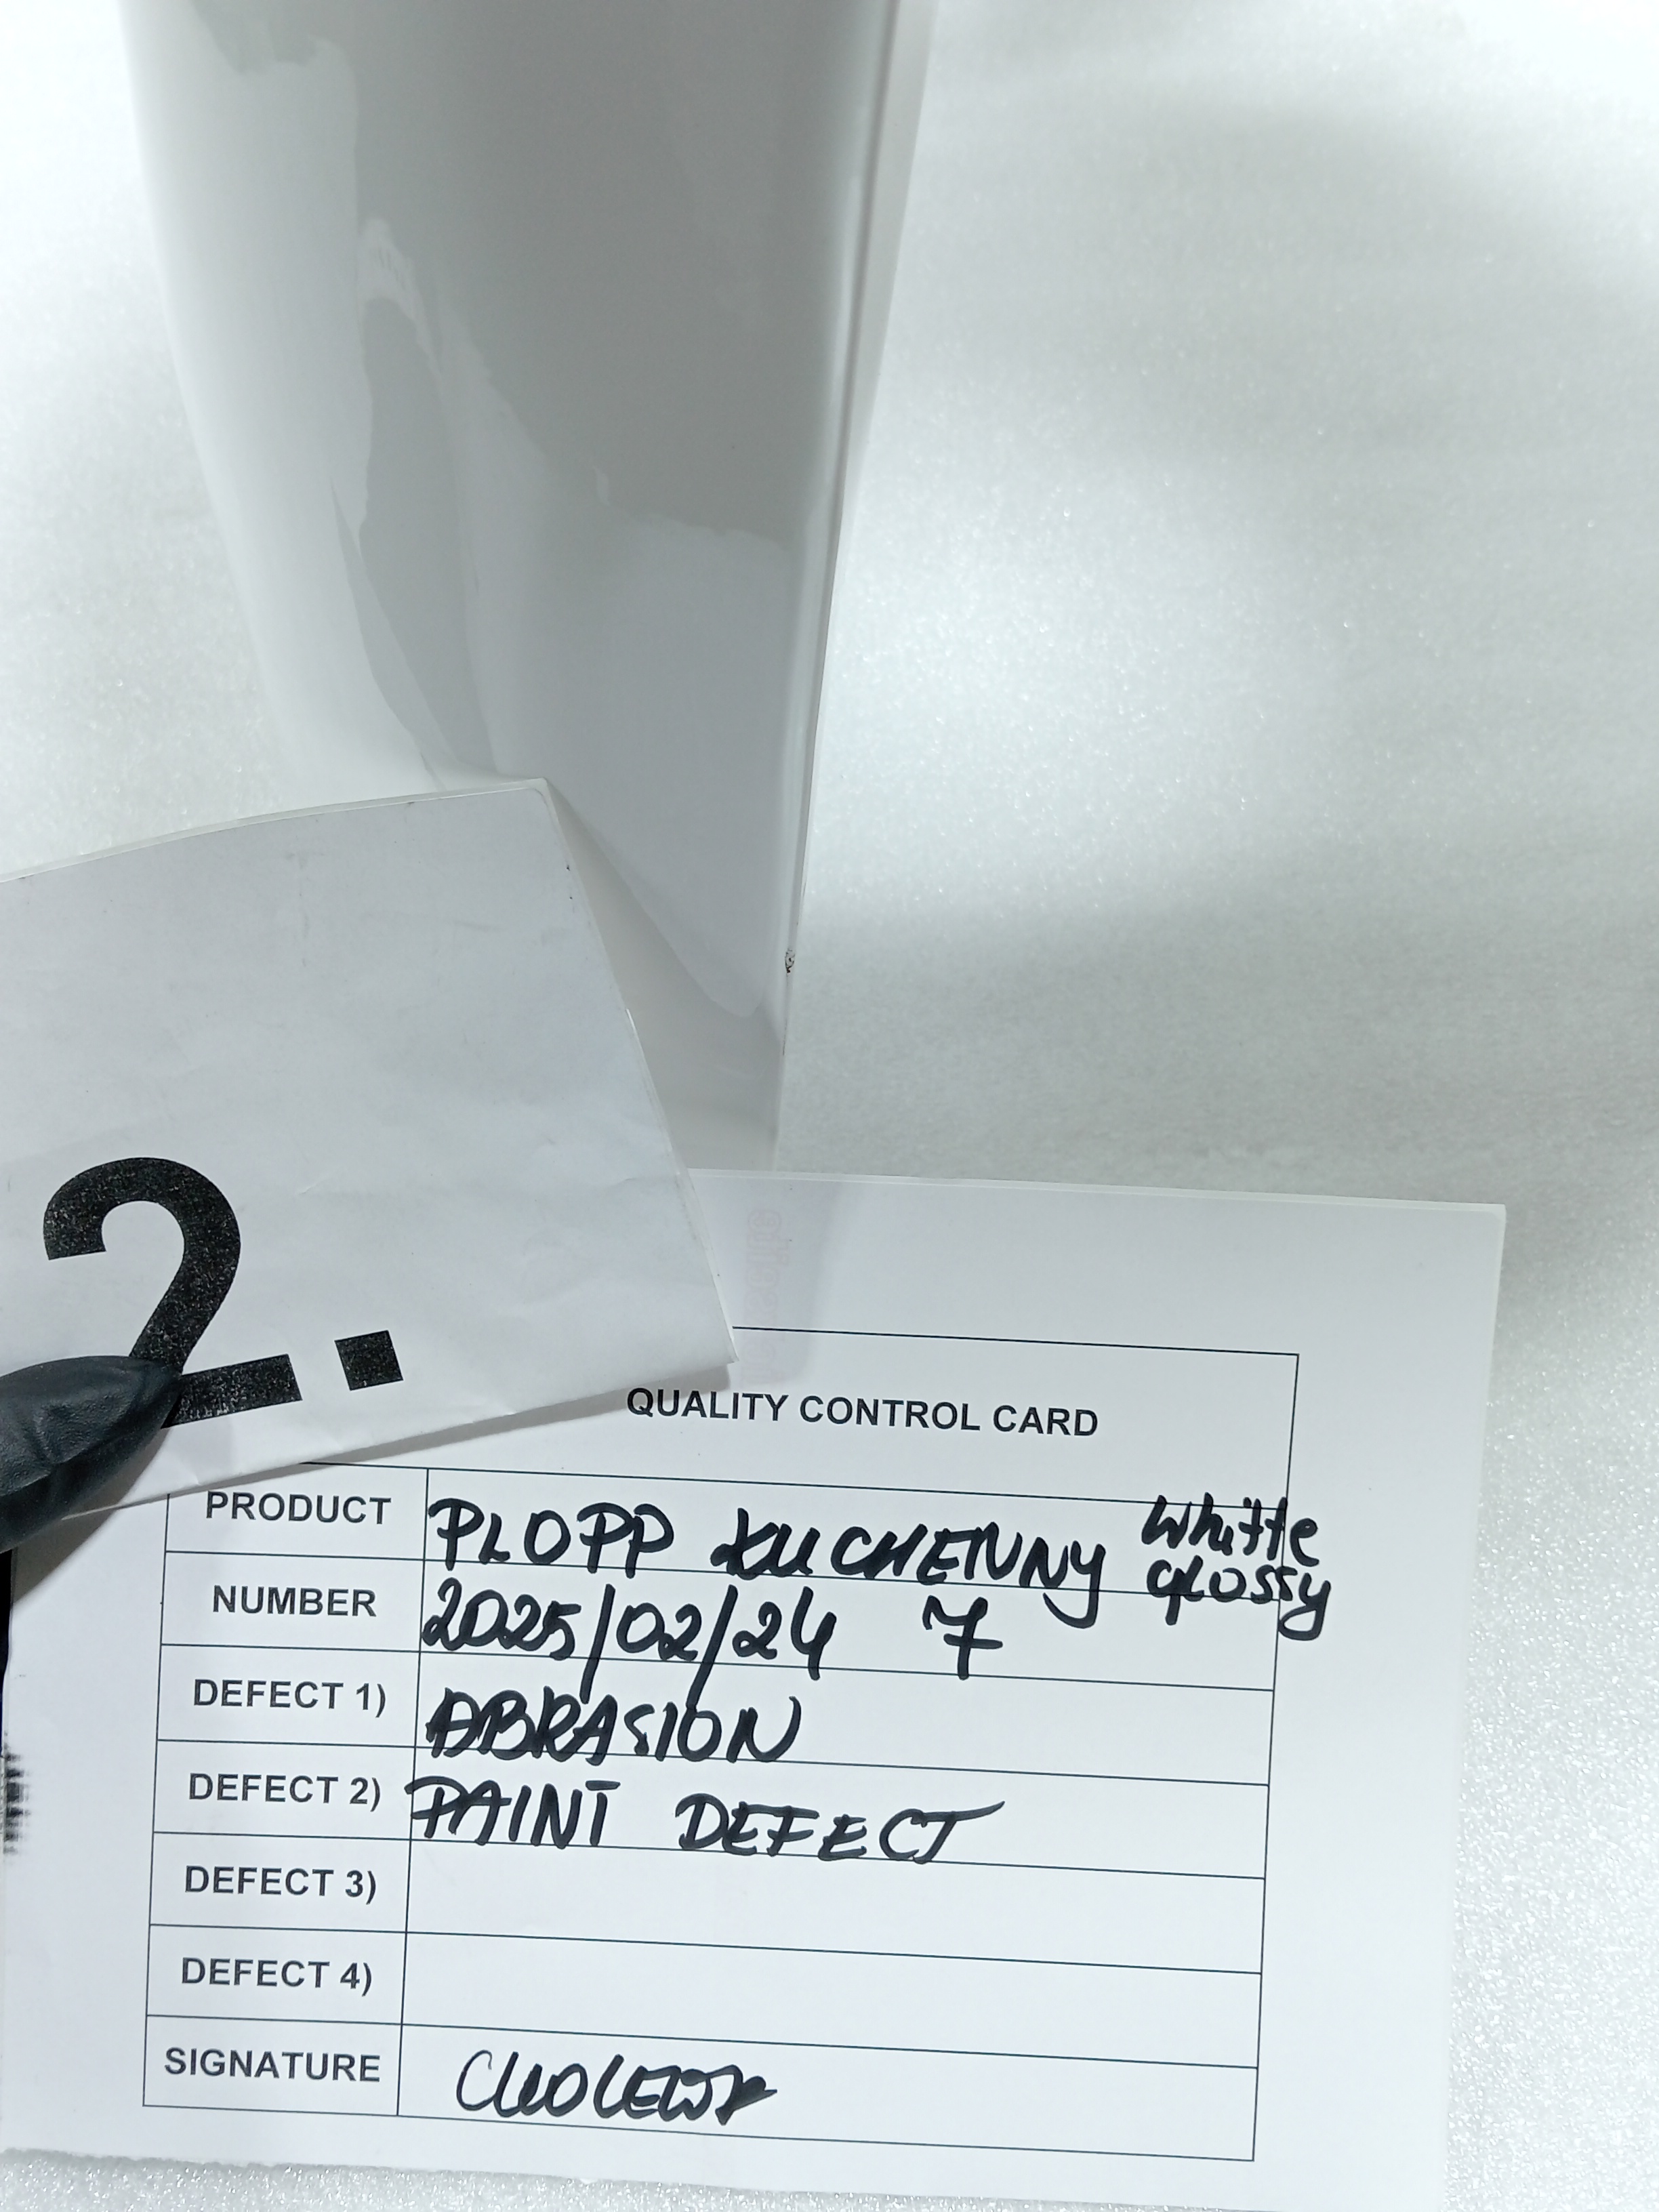 2.
QUALITY CONTROL CARD
PRODUCT PLOPP KUCHENNY Whitte glossy
NUMBER 2025/02/24 7
DEFECT 1) ABRASION
DEFECT 2) PAINT DEFECT
DEFECT 3)
DEFECT 4)
SIGNATURE